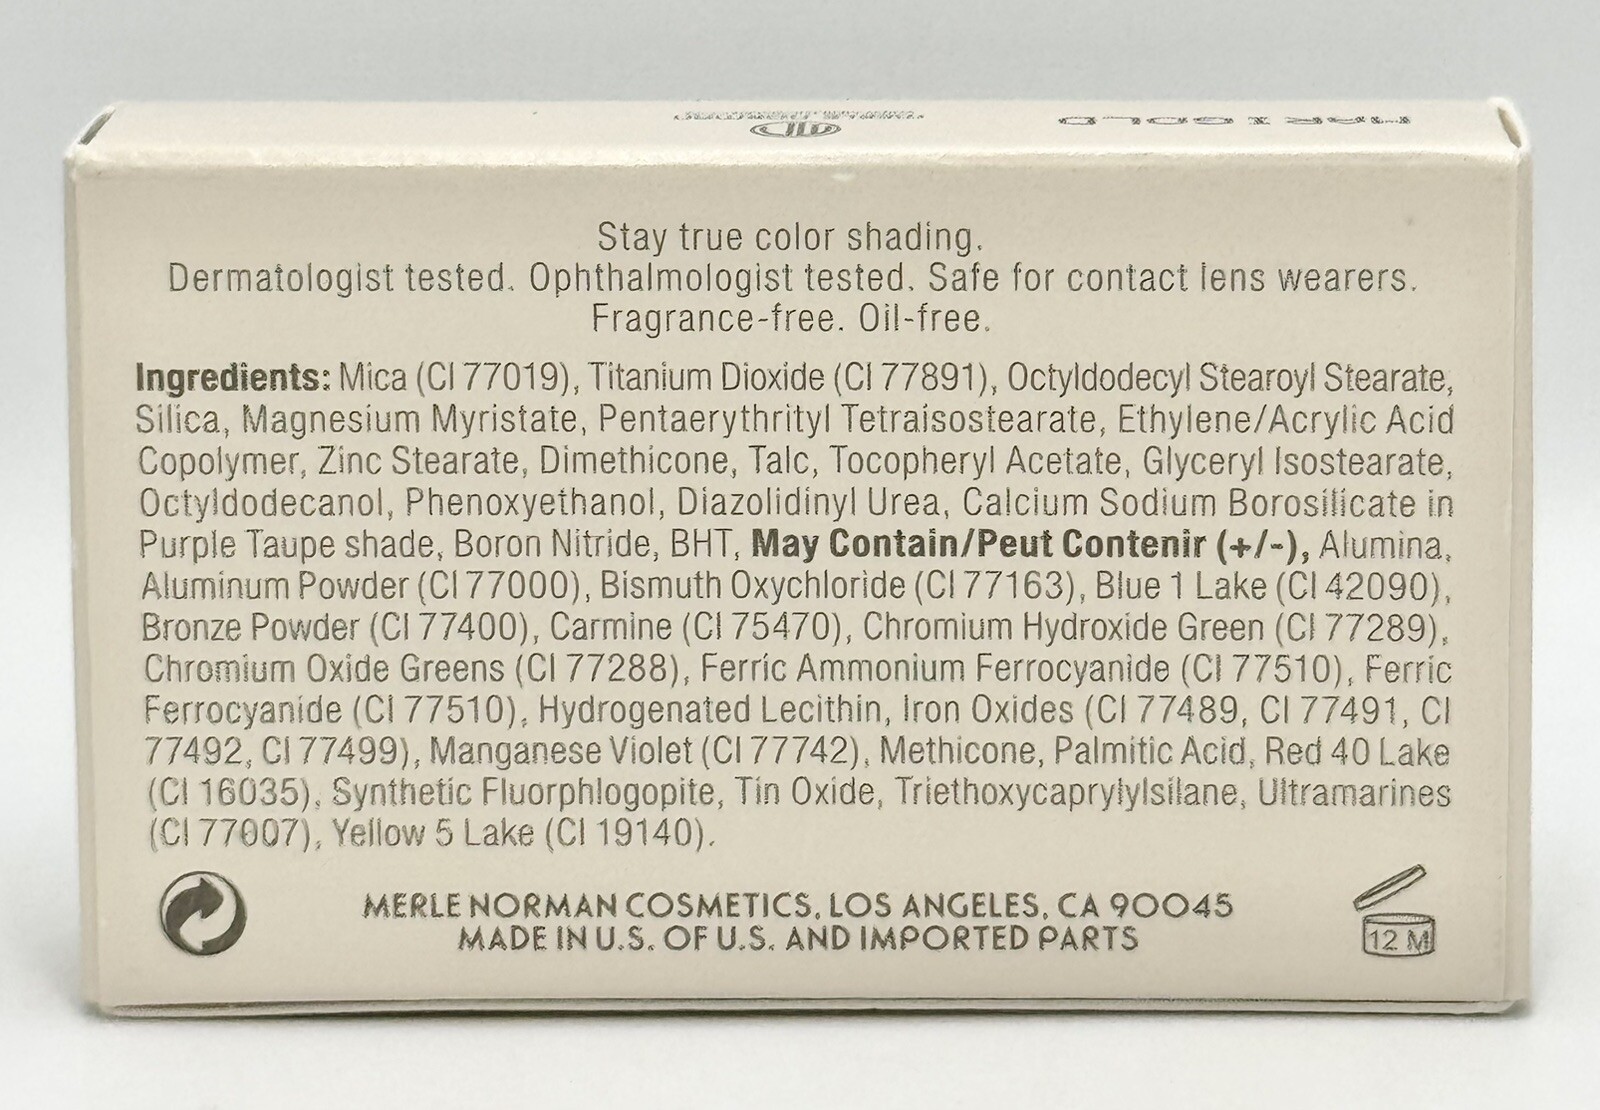 Stay true color shading.
Dermatologist tested. Ophthalmologist tested. Safe for contact lens wearers.
Fragrance-free. Oil-free.
Ingredients: Mica (CI 77019), Titanium Dioxide (CI 77891), Octyldodecyl Stearoyl Stearate,
Silica, Magnesium Myristate, Pentaerythrityl Tetraisostearate, Ethylene/Acrylic Acid
Copolymer, Zinc Stearate, Dimethicone, Talc, Tocopheryl Acetate, Glyceryl Isostearate,
Octyldodecanol, Phenoxyethanol, Diazolidinyl Urea, Calcium Sodium Borosilicate in
Purple Taupe shade, Boron Nitride, BHT, May Contain/Peut Contenir (+/-), Alumina,
Aluminum Powder (CI 77000), Bismuth Oxychloride (CI 77163), Blue 1 Lake (CI 42090),
Bronze Powder (CI 77400), Carmine (CI 75470), Chromium Hydroxide Green (CI 77289),
Chromium Oxide Greens (CI 77288), Ferric Ammonium Ferrocyanide (CI 77510), Ferric
Ferrocyanide (CI 77510), Hydrogenated Lecithin, Iron Oxides (CI 77489, CI 77491, CI
77492, CI 77499), Manganese Violet (CI 77742), Methicone, Palmitic Acid, Red 40 Lake
(CI 16035), Synthetic Fluorphlogopite, Tin Oxide, Triethoxycaprylylsilane, Ultramarines
(CI 77007), Yellow 5 Lake (CI 19140).
MERLE NORMAN COSMETICS, LOS ANGELES, CA 90045
MADE IN U.S. OF U.S. AND IMPORTED PARTS
12 M